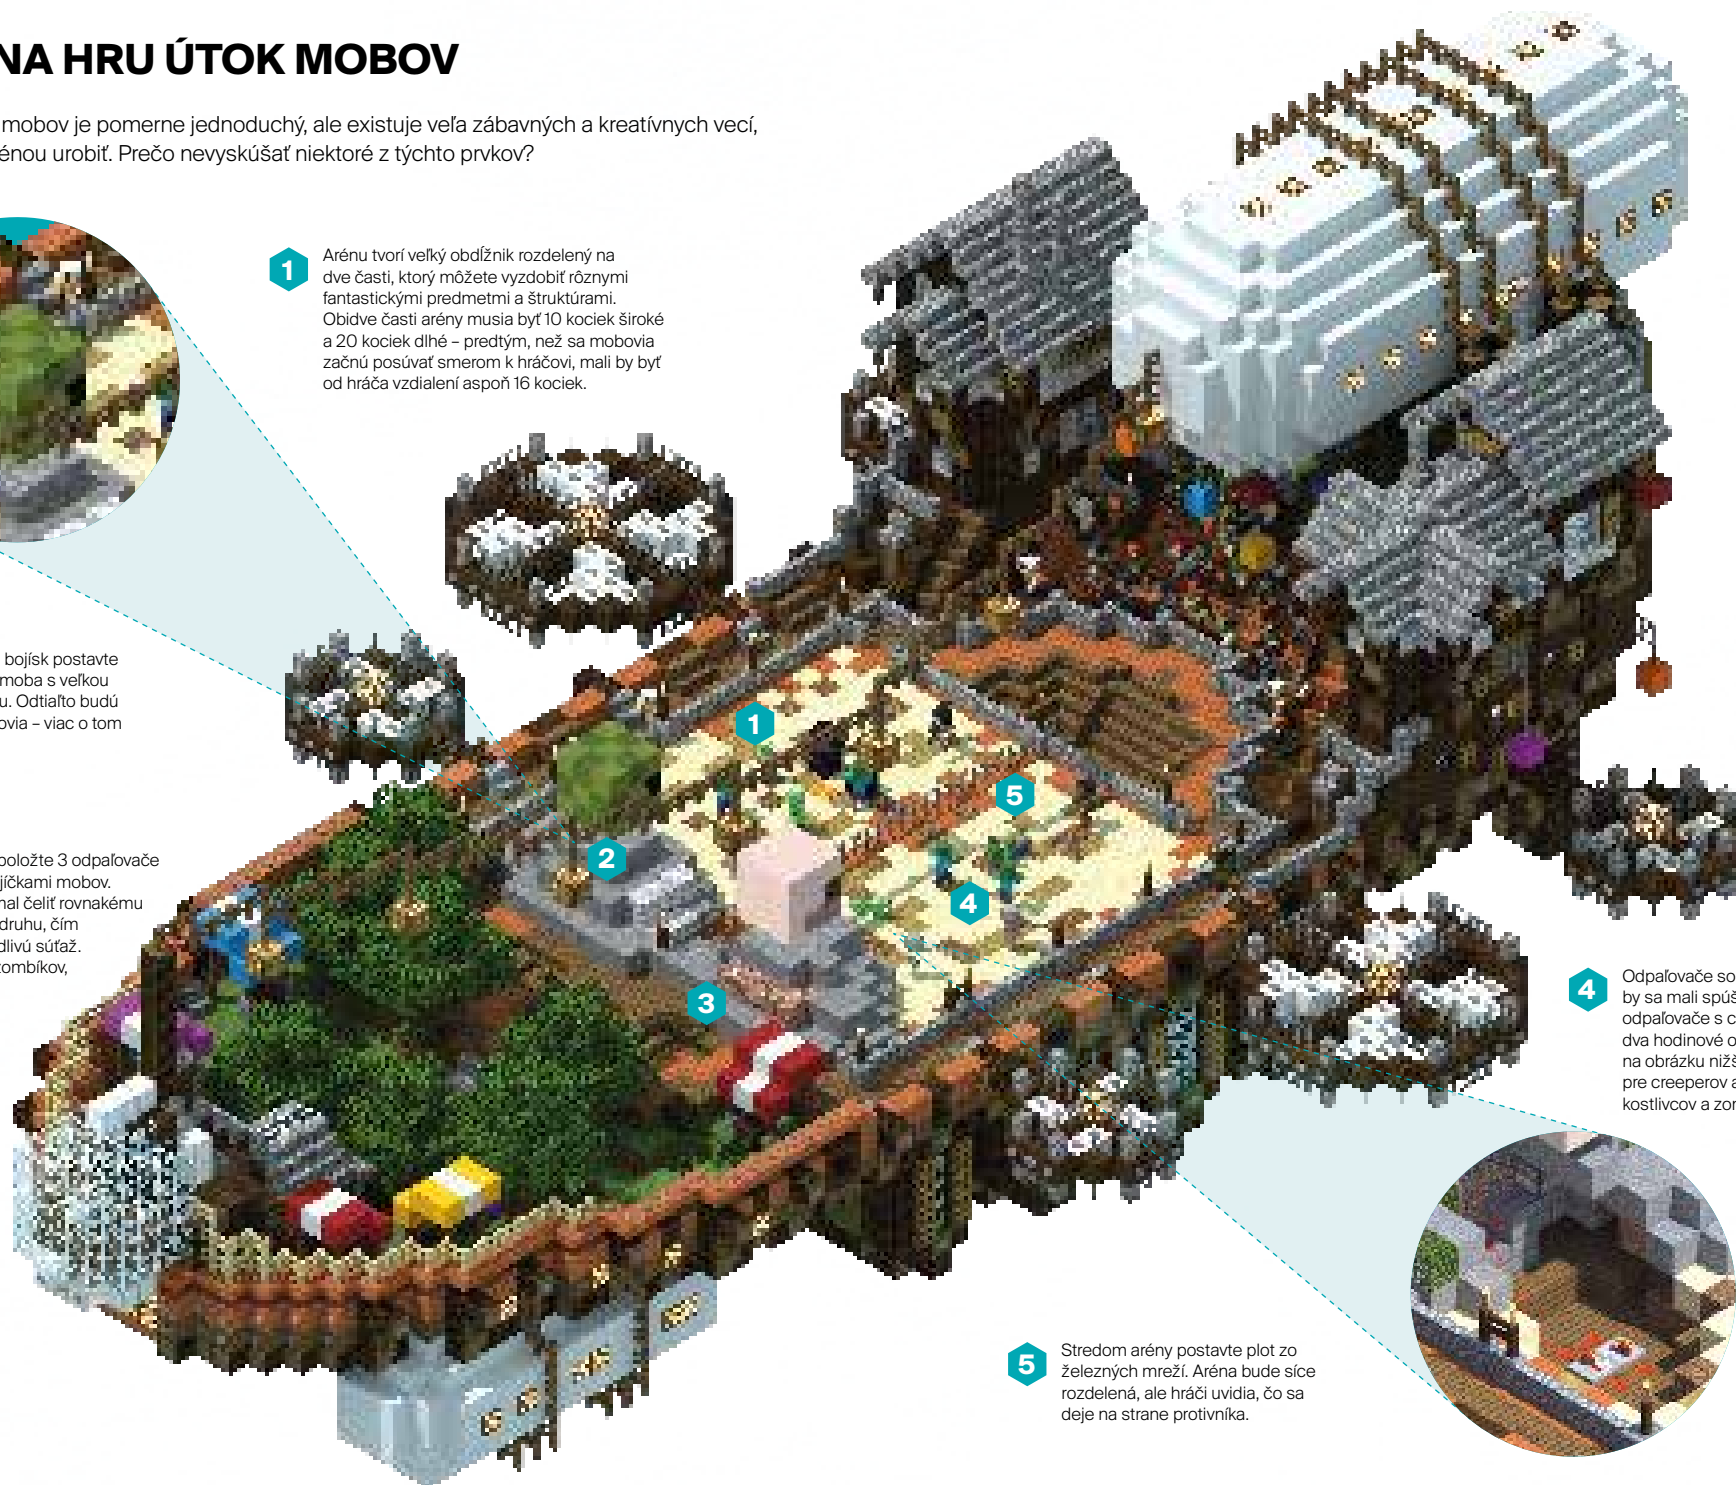 NA HRU ÚTOK MOBOV
mobov je pomerne jednoduchý, ale existuje veľa zábavných a kreatívnych vecí,
énou urobiť. Prečo nevyskúšať niektoré z týchto prvkov?
1
Arénu tvorí veľký obdĺžnik rozdelený na
dve časti, ktorý môžete vyzdobiť rôznymi
fantastickými predmetmi a štruktúrami.
Obidve časti arény musia byť 10 kociek široké
a 20 kociek dlhé – predtým, než sa mobovia
začnú posúvať smerom k hráčovi, mali by byť
od hráča vzdialení aspoň 16 kociek.
bojísk postavte
moba s veľkou
u. Odtiaľto budú
ovia – viac o tom
položte 3 odpaľovače
jíčkami mobov.
nal čeliť rovnakému
druhu, čím
dlivú súťaž.
zombíkov,
1
5
2
4
3
4
Odpaľovače so
by sa mali spúš
odpaľovače s c
dva hodinové o
na obrázku nižš
pre creeperov a
kostlivcov a zor
5
Stredom arény postavte plot zo
železných mreží. Aréna bude síce
rozdelená, ale hráči uvidia, čo sa
deje na strane protivníka.